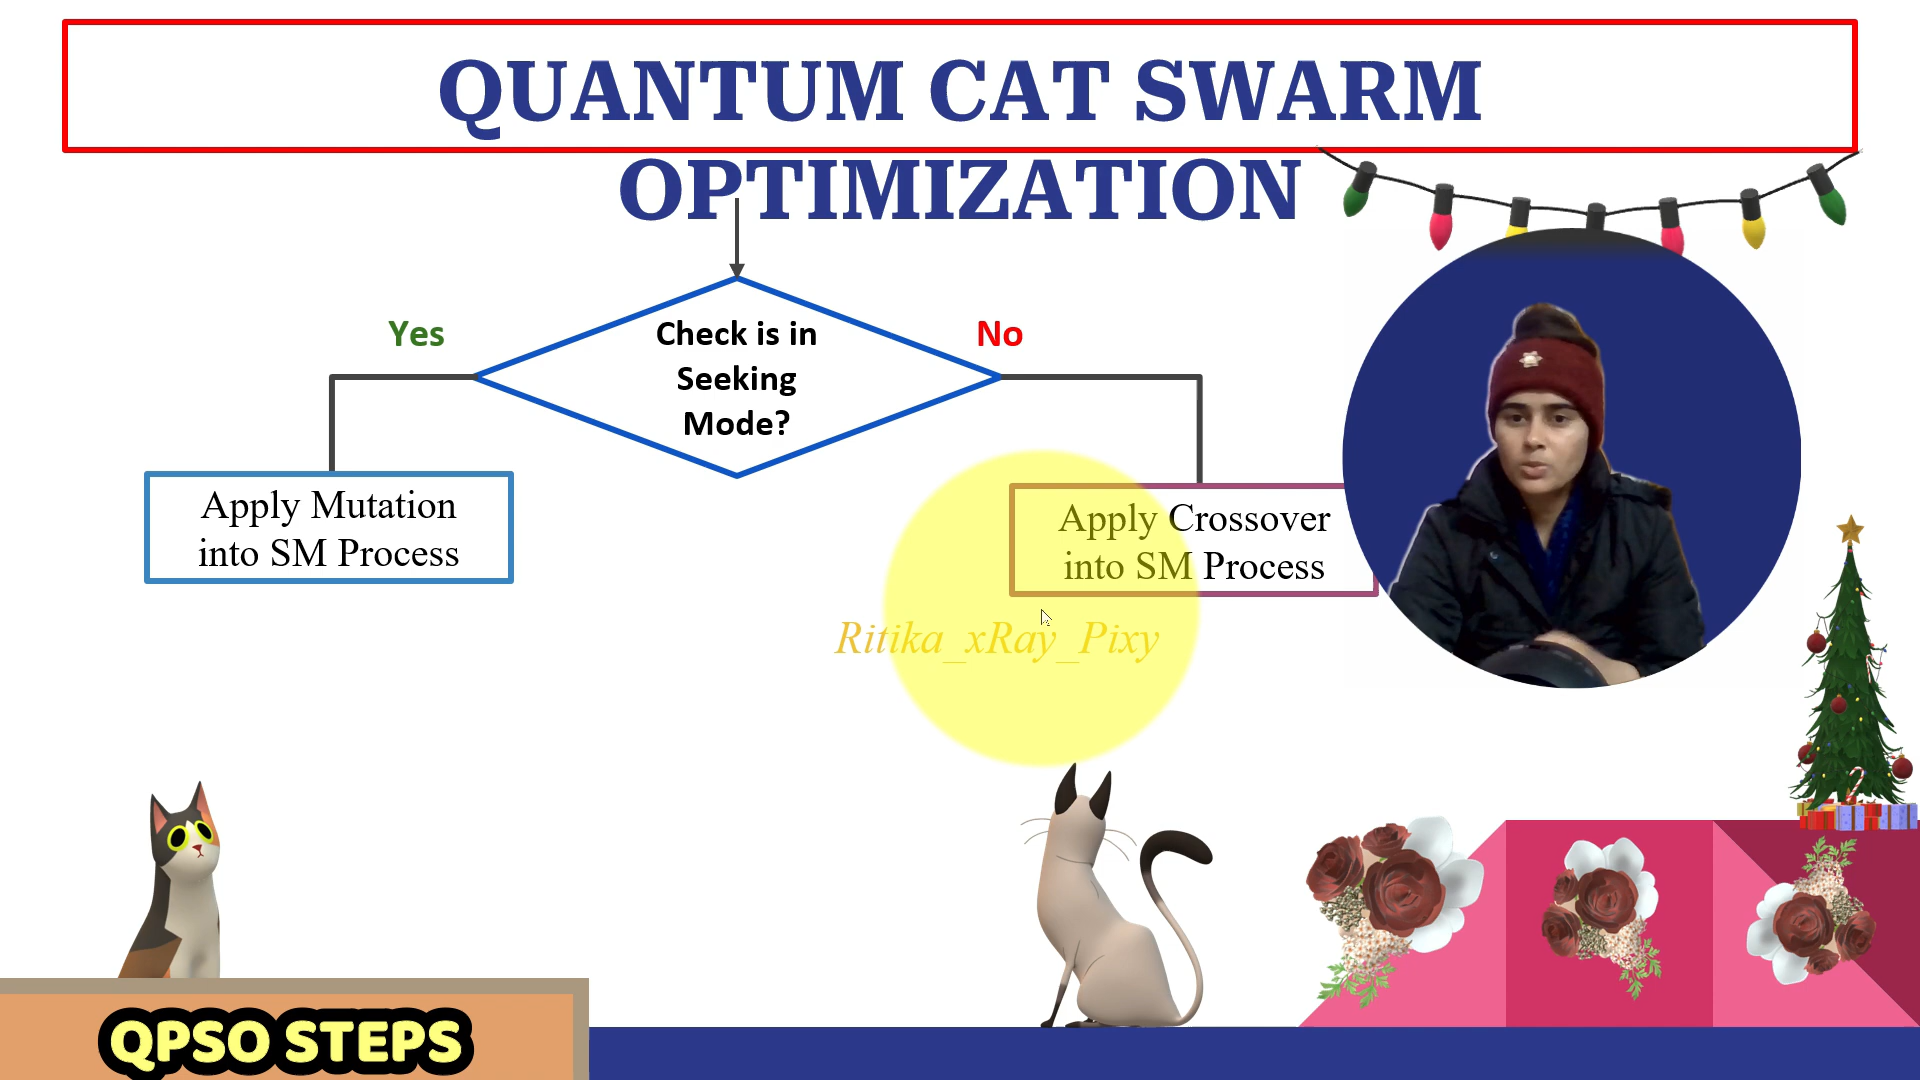 QUANTUM CAT SWARM
OPTIMIZATION
Yes
Check is in
Seeking
Mode?
No
Apply Mutation
into SM Process
Apply Crossover
into SM Process
Ritika_xRay_Pixy
QPSO STEPS